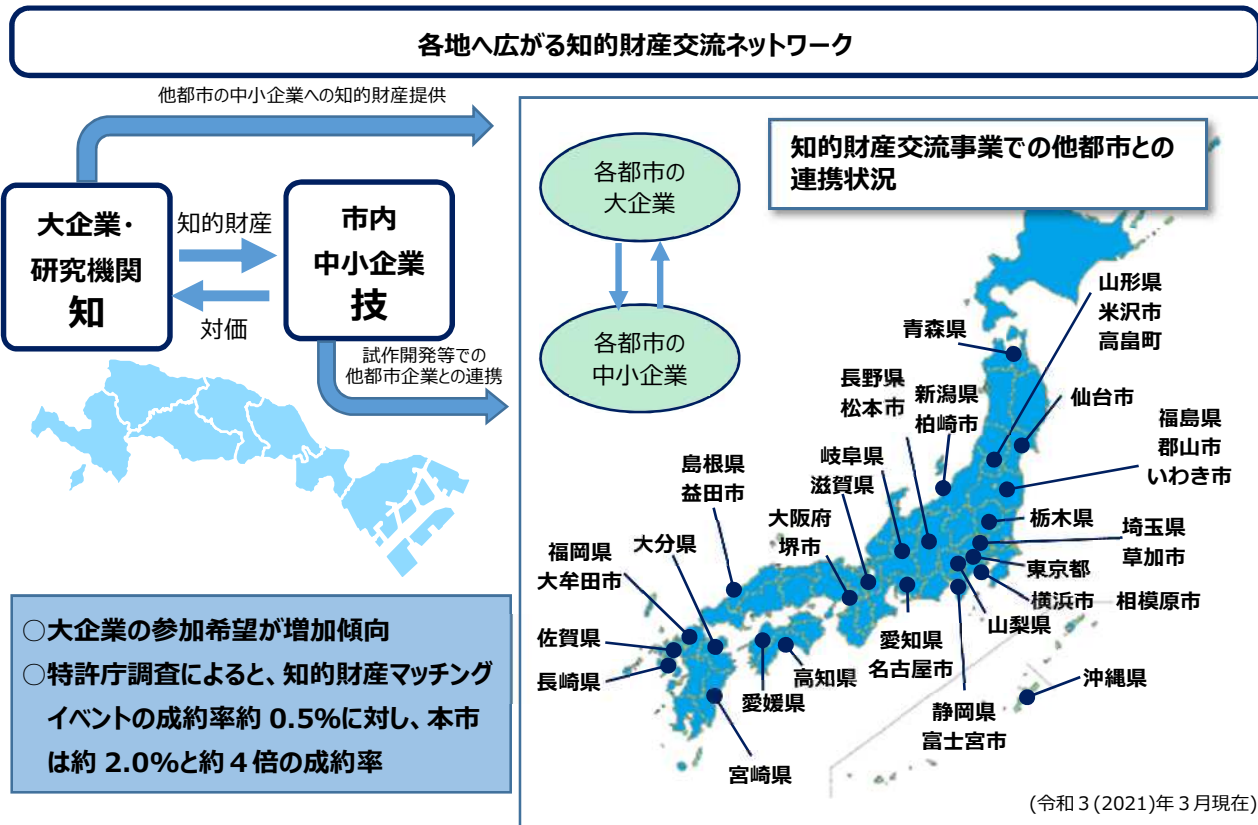 各地へ広がる知的財産交流ネットワーク
他都市の中小企業への知的財産提供
大企業・
研究機関
知
知的財産
対価
市内
中小企業
技
試作開発等での
他都市企業との連携
○大企業の参加希望が増加傾向
○特許庁調査によると、知的財産マッチング
イベントの成約率約 0.5%に対し、本市
は約 2.0%と約４倍の成約率
各都市の
大企業
各都市の
中小企業
知的財産交流事業での他都市との
連携状況
山形県
米沢市
高畠町
青森県
長野県
松本市
新潟県
柏崎市
仙台市
福島県
郡山市
いわき市
島根県
益田市
岐阜県
滋賀県
大阪府
堺市
栃木県
埼玉県
草加市
福岡県
大牟田市
大分県
東京都
横浜市
相模原市
山梨県
佐賀県
長崎県
愛媛県
高知県
愛知県
名古屋市
静岡県
富士宮市
沖縄県
宮崎県
(令和３(2021)年３月現在)